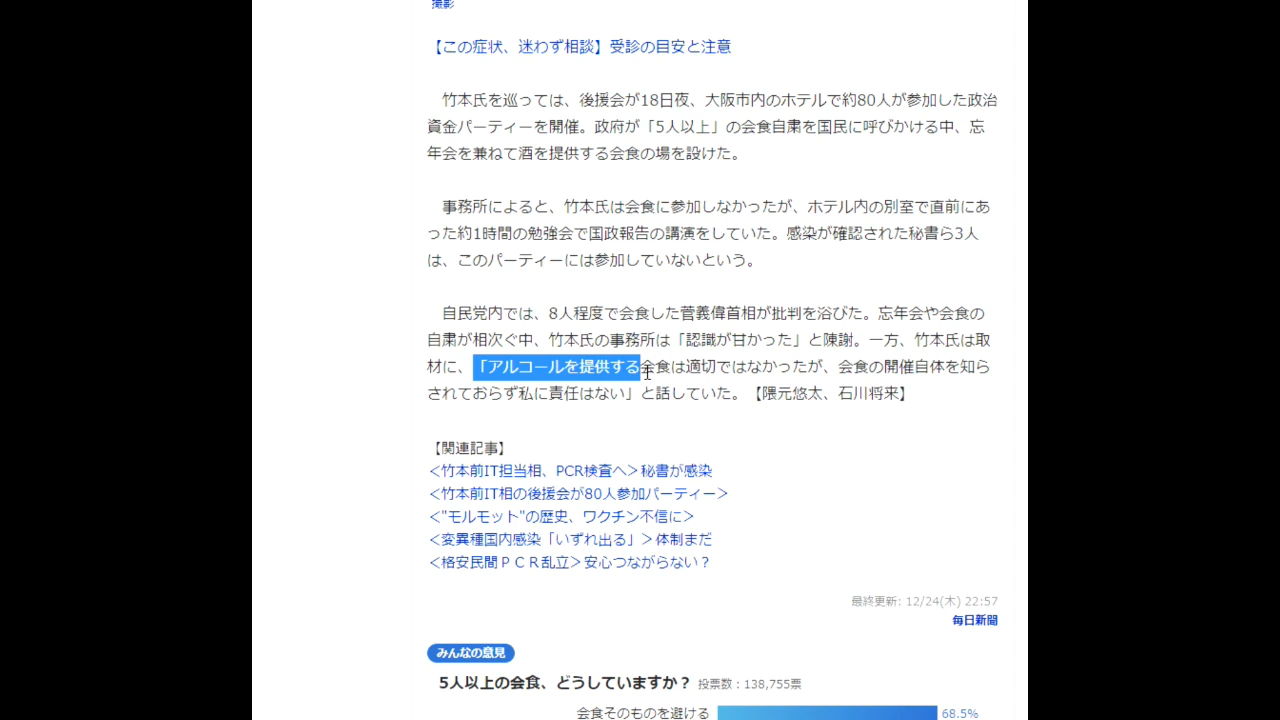 撮影
【この症状、迷わず相談】受診の目安と注意
竹本氏を巡っては、後援会が18日夜、大阪市内のホテルで約80人が参加した政治
資金パーティーを開催。政府が「5人以上」の会食自粛を国民に呼びかける中、忘
年会を兼ねて酒を提供する会食の場を設けた。
事務所によると、竹本氏は会食に参加しなかったが、ホテル内の別室で直前にあ
った約1時間の勉強会で国政報告の講演をしていた。感染が確認された秘書ら3人
は、このパーティーには参加していないという。
自民党内では、8人程度で会食した菅義偉首相が批判を浴びた。忘年会や会食の
自粛が相次ぐ中、竹本氏の事務所は「認識が甘かった」と陳謝。一方、竹本氏は取
材に、「アルコールを提供する会食は適切ではなかったが、会食の開催自体を知ら
されておらず私に責任はない」と話していた。【隈元悠太、石川将来】
【関連記事】
<竹本前IT担当相、PCR検査へ>秘書が感染
<竹本前IT相の後援会が80人参加パーティー>
<"モルモット"の歴史、ワクチン不信に>
<変異種国内感染「いずれ出る」>体制まだ
<格安民間ＰＣＲ乱立>安心つながらない？
最終更新: 12/24(木) 22:57
毎日新聞
みんなの意見
5人以上の会食、どうしていますか？ 投票数：138,755票
会食そのものを避ける 68.5%